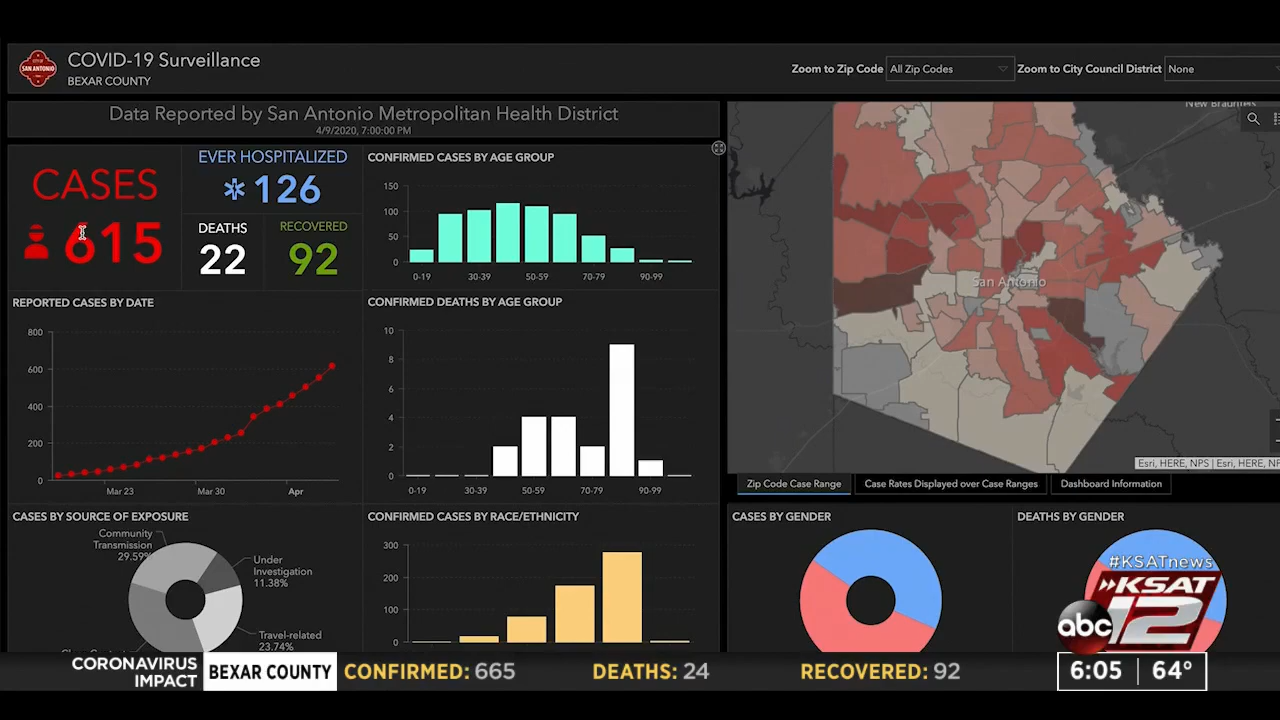 CITY OF
SAN ANTONIO
COVID-19 Surveillance
BEXAR COUNTY
Zoom to Zip Code
All Zip Codes
Zoom to City Council District
None
Data Reported by San Antonio Metropolitan Health District
4/9/2020, 7:00:00 PM
CASES
615
EVER HOSPITALIZED
126
DEATHS
22
RECOVERED
92
CONFIRMED CASES BY AGE GROUP
150
100
50
0
0-19
30-39
50-59
70-79
90-99
REPORTED CASES BY DATE
800
600
400
200
0
Mar 23
Mar 30
Apr
CONFIRMED DEATHS BY AGE GROUP
10
8
6
4
2
0
0-19
30-39
50-59
70-79
90-99
New Braunfels
San Antonio
Esri, HERE, NPS | Esri, HERE, NF
Zip Code Case Range
Case Rates Displayed over Case Ranges
Dashboard Information
CASES BY SOURCE OF EXPOSURE
Community
Transmission
29.59%
Under
Investigation
11.38%
Travel-related
23.74%
CONFIRMED CASES BY RACE/ETHNICITY
300
200
100
0
CASES BY GENDER
DEATHS BY GENDER
#KSATnews
KSAT
abc 12
CORONAVIRUS
IMPACT
BEXAR COUNTY
CONFIRMED: 665
DEATHS: 24
RECOVERED: 92
6:05
64°